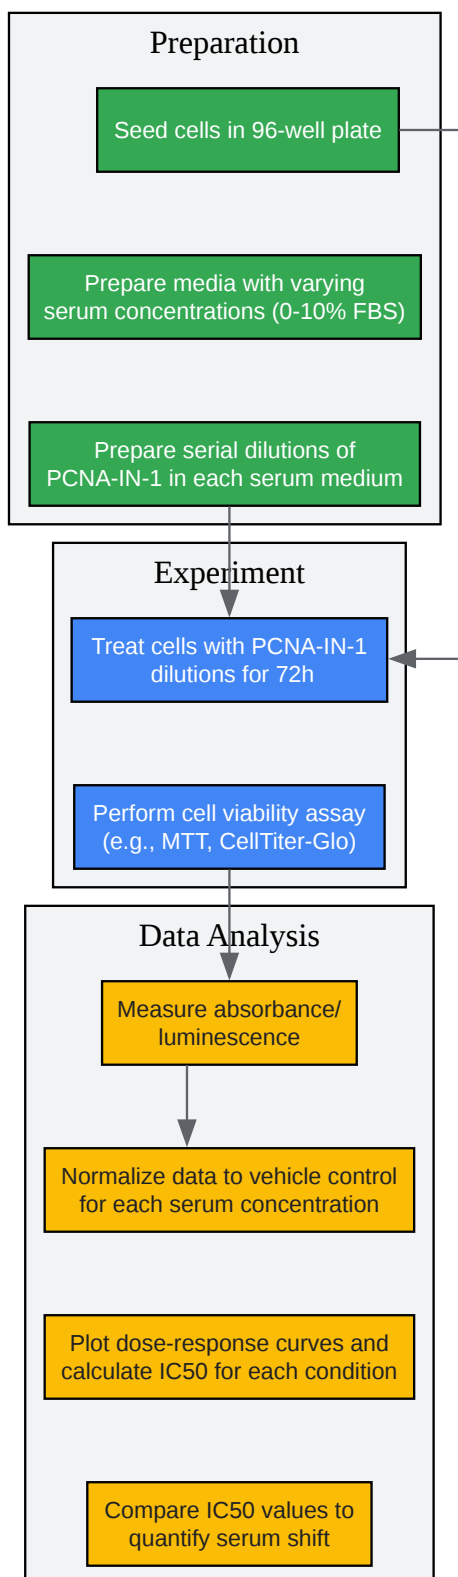 Preparation
Seed cells in 96-well plate
Prepare media with varying
serum concentrations (0-10% FBS)
Prepare serial dilutions of
PCNA-IN-1 in each serum medium
Experiment
Treat cells with PCNA-IN-1
dilutions for 72h
Perform cell viability assay
(e.g., MTT, CellTiter-Glo)
Data Analysis
Measure absorbance/
luminescence
Normalize data to vehicle control
for each serum concentration
Plot dose-response curves and
calculate IC50 for each condition
Compare IC50 values to
quantify serum shift